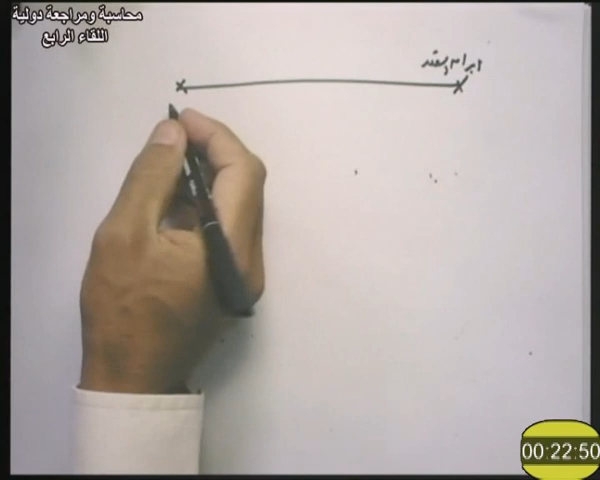 محاسبة ومراجعة دولية
اللقاء الرابع
ابرام العقد
00:22:50